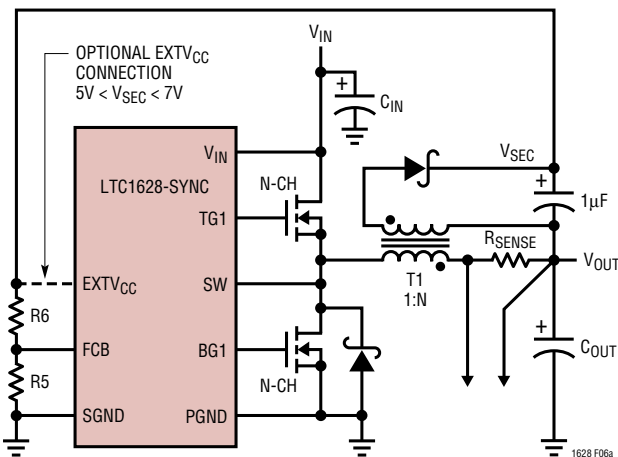 OPTIONAL EXTVCC
CONNECTION
5V < VSEC < 7V
VIN
+
CIN
VIN
LTC1628-SYNC
N-CH
TG1
VSEC
+
1µF
RSENSE
T1
1:N
VOUT
EXTVCC
SW
R6
FCB
BG1
N-CH
+
COUT
R5
SGND
PGND
1628 F06a